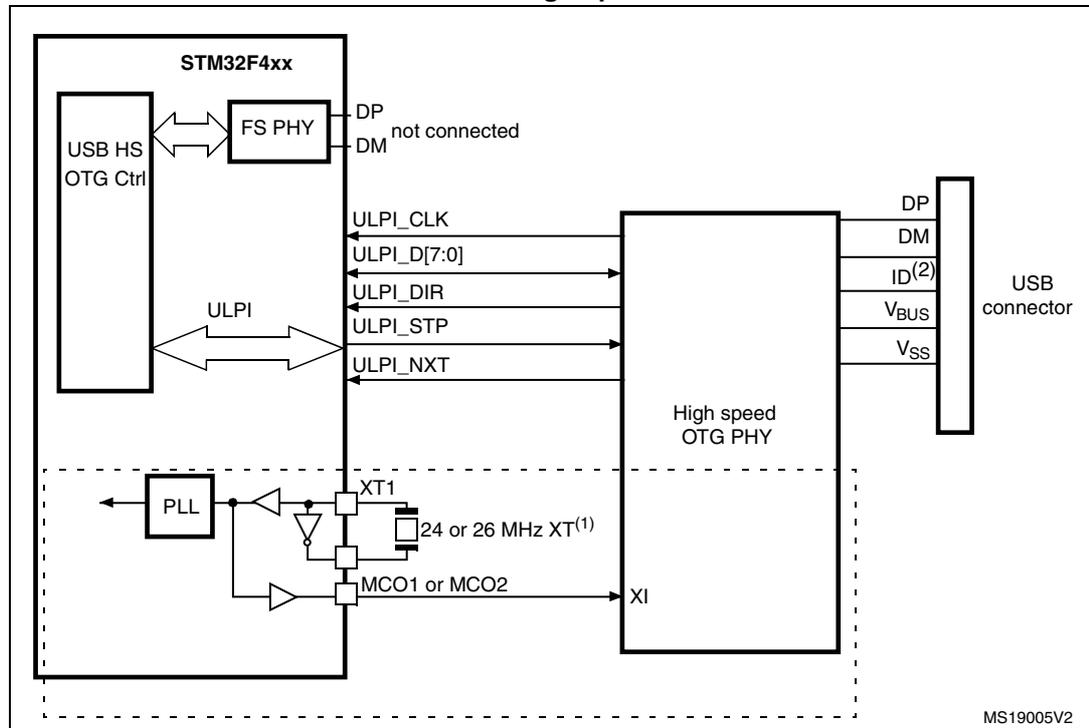 STM32F4xx
USB HS
OTG Ctrl
FS PHY
DP
DM
not connected
ULPI_CLK
ULPI_D[7:0]
ULPI_DIR
ULPI_STP
ULPI_NXT
ULPI
High speed
OTG PHY
DP
DM
ID(2)
VBUS
VSS
USB
connector
PLL
XT1
24 or 26 MHz XT(1)
MCO1 or MCO2
XI
MS19005V2